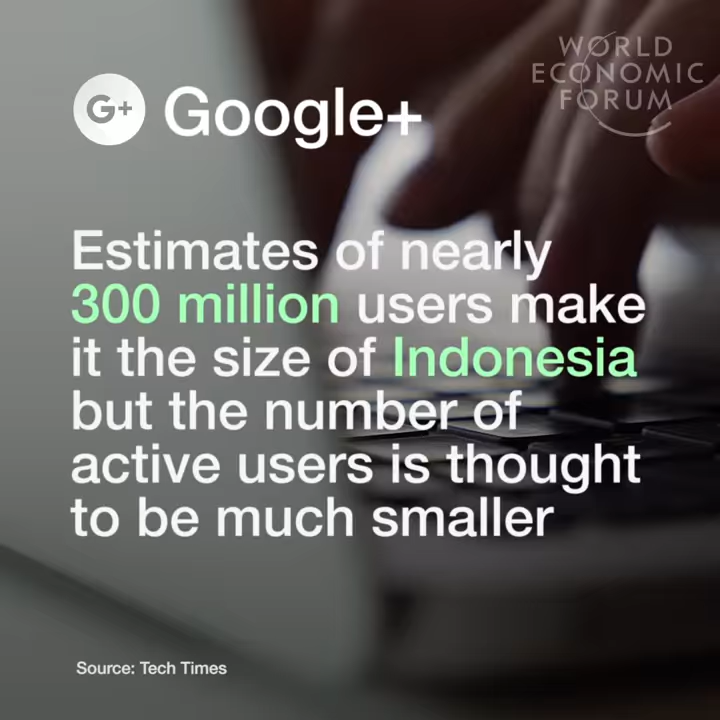 WORLD
ECONOMIC
FORUM
G+ Google+
Estimates of nearly
300 million users make
it the size of Indonesia
but the number of
active users is thought
to be much smaller
Source: Tech Times